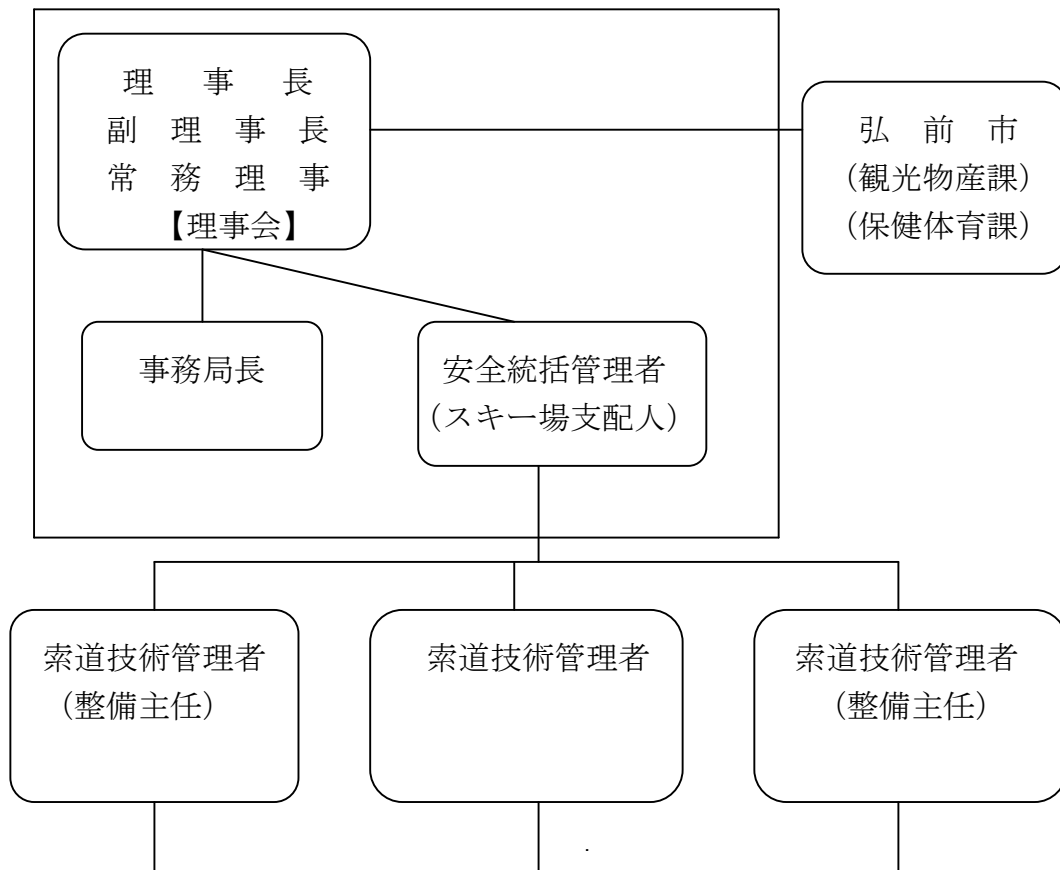 理事長
副理事長
常務理事
【理事会】
弘前市
(観光物産課)
(保健体育課)
事務局長
安全統括管理者
(スキー場支配人)
索道技術管理者
(整備主任)
索道技術管理者
索道技術管理者
(整備主任)